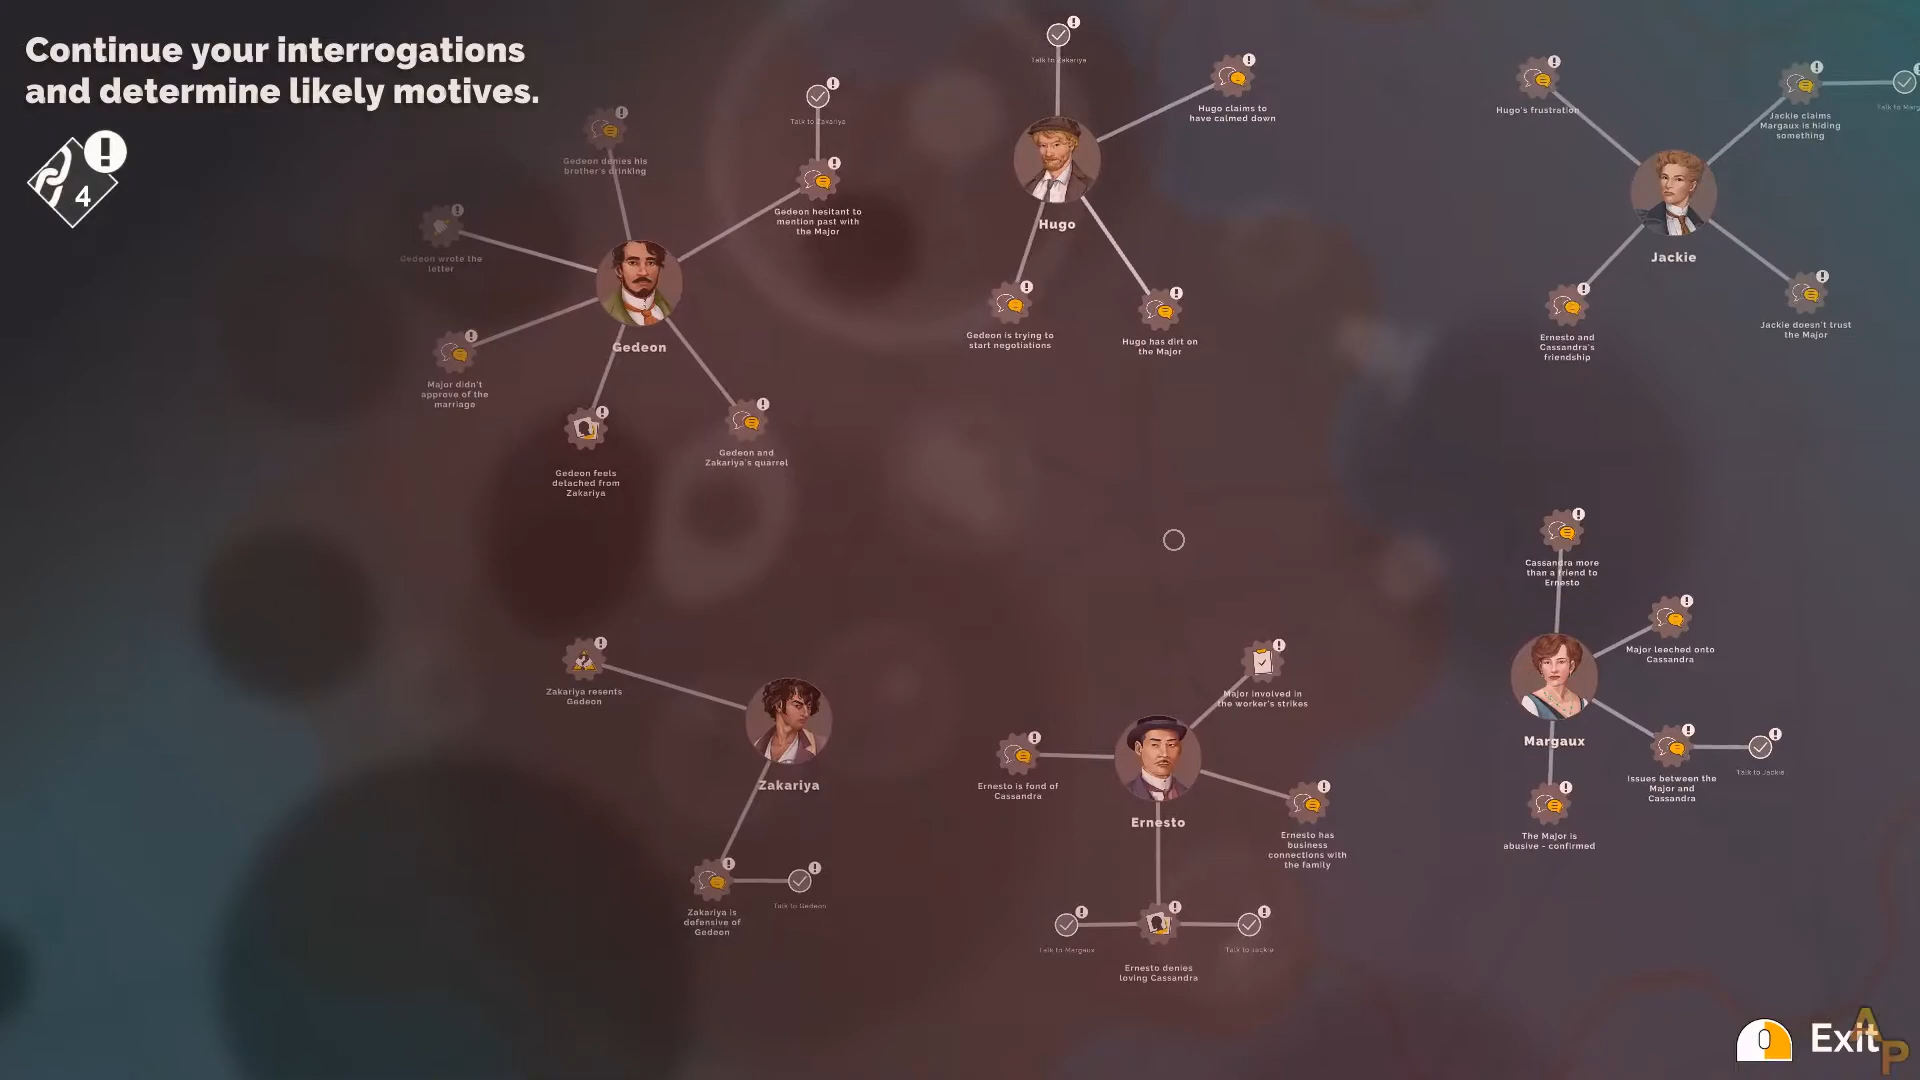 Continue your interrogations
and determine likely motives.
4
Talk to Zakariya
Gedeon denies his
brother's drinking
Gedeon hesitant to
mention past with
the Major
Gedeon wrote the
letter
Gedeon
Major didn't
approve of the
marriage
Gedeon feels
detached from
Zakariya
Gedeon and
Zakariya's quarrel
Talk to Zakariya
Hugo claims to
have calmed down
Hugo
Gedeon is trying to
start negotiations
Hugo has dirt on
the Major
Hugo's frustration
Jackie claims
Margaux is hiding
something
Talk to Marg
Jackie
Ernesto and
Cassandra's
friendship
Jackie doesn't trust
the Major
Zakariya resents
Gedeon
Zakariya
Zakariya is
defensive of
Gedeon
Talk to Gedeon
Major involved in
the worker's strikes
Ernesto is fond of
Cassandra
Ernesto
Ernesto has
business
connections with
the family
Talk to Margaux
Talk to Jackie
Ernesto denies
loving Cassandra
Cassandra more
than a friend to
Ernesto
Major leeched onto
Cassandra
Margaux
Issues between the
Major and
Cassandra
Talk to Jackie
The Major is
abusive - confirmed
Exit
AP